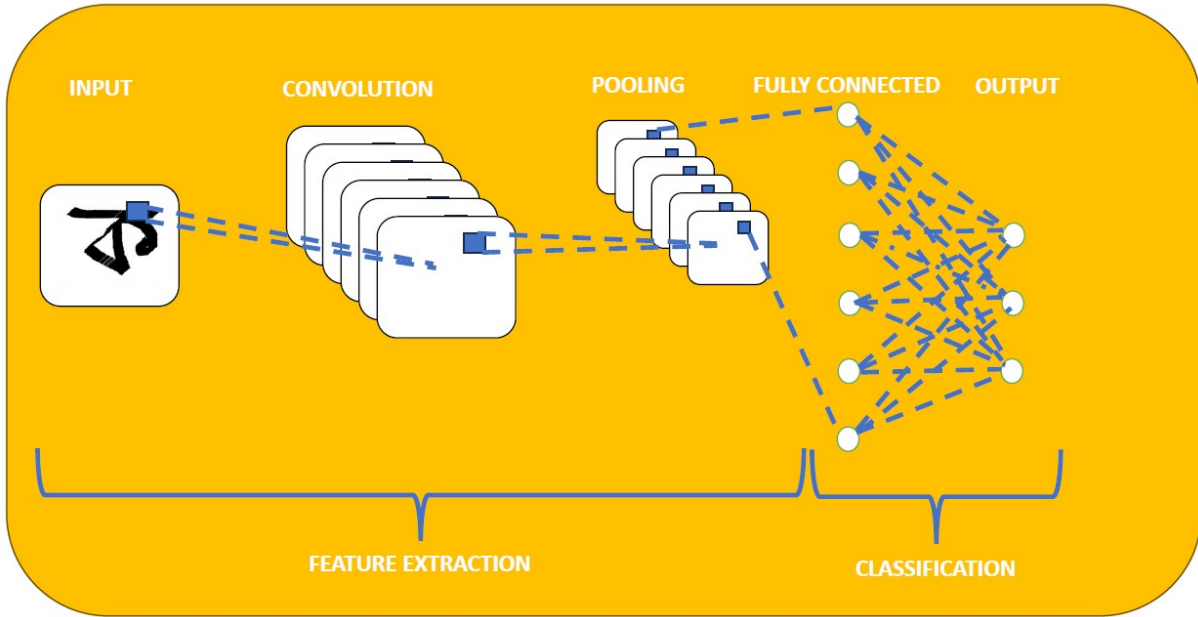 INPUT
CONVOLUTION
POOLING
FULLY CONNECTED
OUTPUT
ক
FEATURE EXTRACTION
CLASSIFICATION